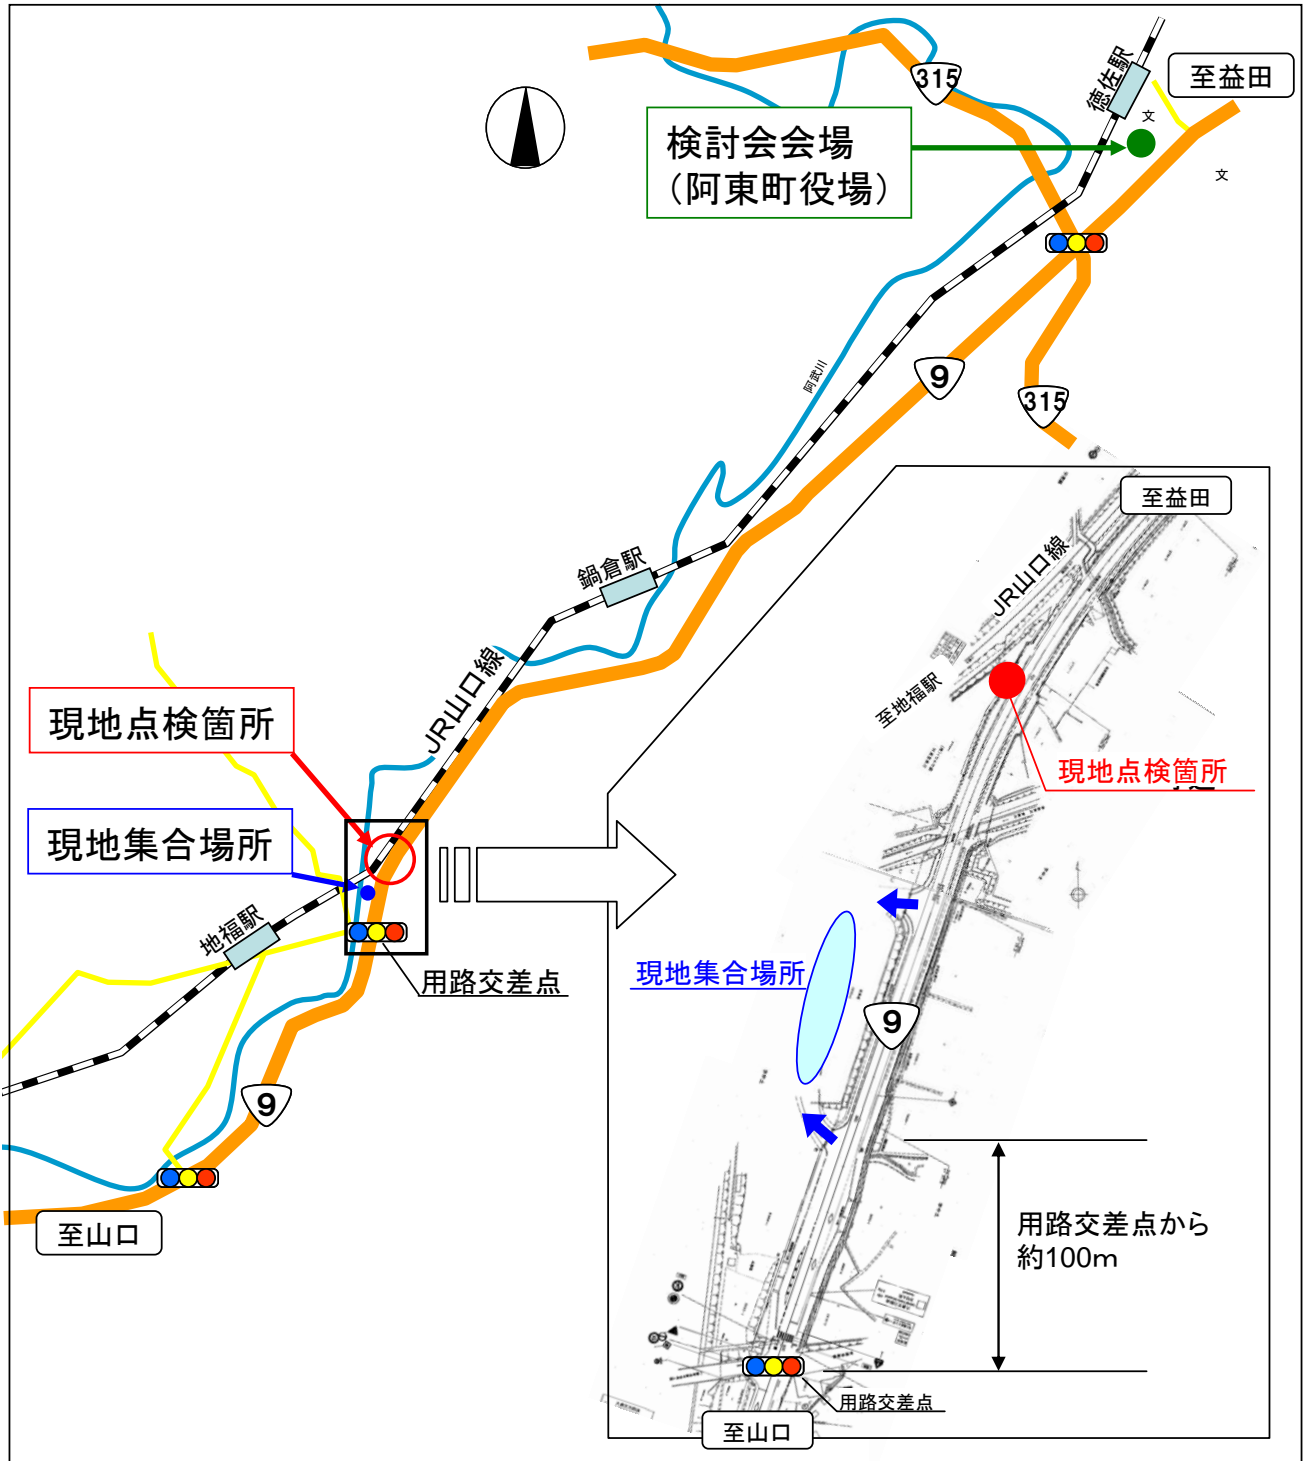 315
徳佐駅
至益田
検討会会場
（阿東町役場）
文
文
阿武川
9
315
鍋倉駅
JR山口線
現地点検箇所
現地集合場所
地福駅
用路交差点
9
至山口
至益田
JR山口線
至地福駅
現地点検箇所
現地集合場所
9
用路交差点から
約100m
用路交差点
至山口